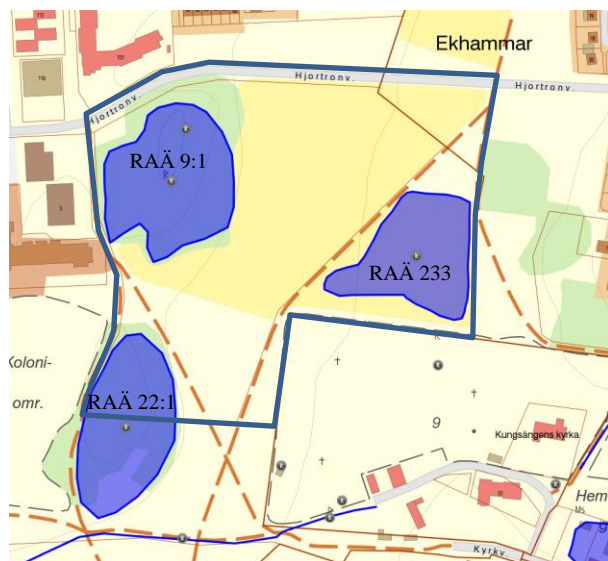 Ekhammar
Hjortronv.
Hjortronv.
Hjortronv.
RAÄ 9:1
R
RAÄ 233
RAÄ 22:1
Koloni-
omr.
9
Kungsängens kyrka
Hem
Ms
Kyrkv.